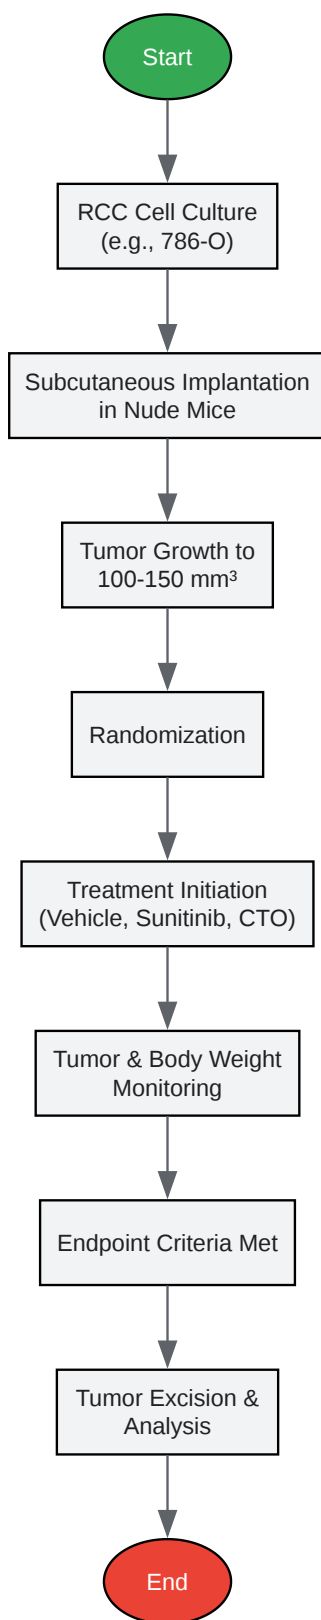 Start
RCC Cell Culture
(e.g., 786-O)
Subcutaneous Implantation
in Nude Mice
Tumor Growth to
100-150 mm³
Randomization
Treatment Initiation
(Vehicle, Sunitinib, CTO)
Tumor & Body Weight
Monitoring
Endpoint Criteria Met
Tumor Excision &
Analysis
End